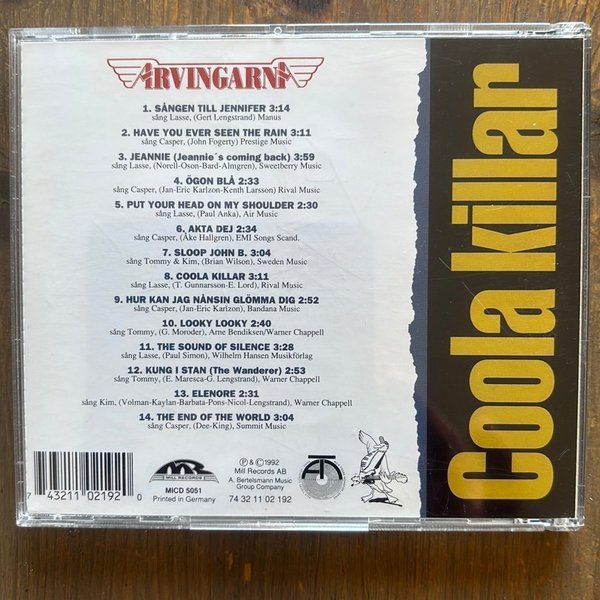 ARVINGARNA
1. SÅNGEN TILL JENNIFER 3:14
sång Lasse, (Gert Lengstrand) Manus
2. HAVE YOU EVER SEEN THE RAIN 3:11
sång Casper, (John Fogerty) Prestige Music
3. JEANNIE (Jeannie´s coming back) 3:59
sång Lasse, (Norell-Oson-Bard-Almgren), Sweetberry Music
4. ÖGON BLÅ 2:33
sång Casper, (Jan-Eric Karlzon-Kenth Larsson) Rival Music
5. PUT YOUR HEAD ON MY SHOULDER 2:30
sång Lasse, (Paul Anka), Air Music
6. AKTA DEJ 2:34
sång Casper, (Åke Hallgren), EMI Songs Scand.
7. SLOOP JOHN B. 3:04
sång Tommy & Kim, (Brian Wilson), Sweden Music
8. COOLA KILLAR 3:11
sång Lasse, (T. Gunnarsson-E. Lord), Rival Music
9. HUR KAN JAG NÅNSIN GLÖMMA DIG 2:52
sång Casper, (Jan-Eric Karlzon), Bandana Music
10. LOOKY LOOKY 2:40
sång Tommy, (G. Moroder), Arne Bendiksen/Warner Chappell
11. THE SOUND OF SILENCE 3:28
sång Lasse, (Paul Simon), Wilhelm Hansen Musikförlag
12. KUNG I STAN (The Wanderer) 2:53
sång Tommy, (E. Maresca-G. Lengstrand), Warner Chappell
13. ELENORE 2:31
sång Kim, (Volman-Kaylan-Barbata-Pons-Nicol-Lengstrand), Warner Chappell
14. THE END OF THE WORLD 3:04
sång Casper, (Dee-King), Summit Music
7 43211 02192 0
MR
MILL RECORDS
MICD 5051
Printed in Germany
℗ & © 1992
Mill Records AB
A. Bertelsmann Music
Group Company
74 32 11 02 192
AT
Coola killar